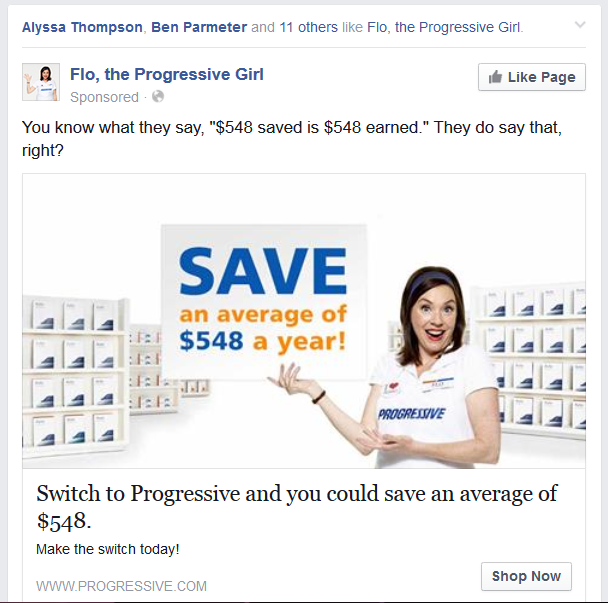 Alyssa Thompson, Ben Parmeter and 11 others like Flo, the Progressive Girl.
Flo, the Progressive Girl
Sponsored ·
Like Page
You know what they say, "$548 saved is $548 earned." They do say that,
right?
SAVE
an average of
$548 a year!
FLO
PROGRESSIVE
Switch to Progressive and you could save an average of
$548.
Make the switch today!
WWW.PROGRESSIVE.COM
Shop Now